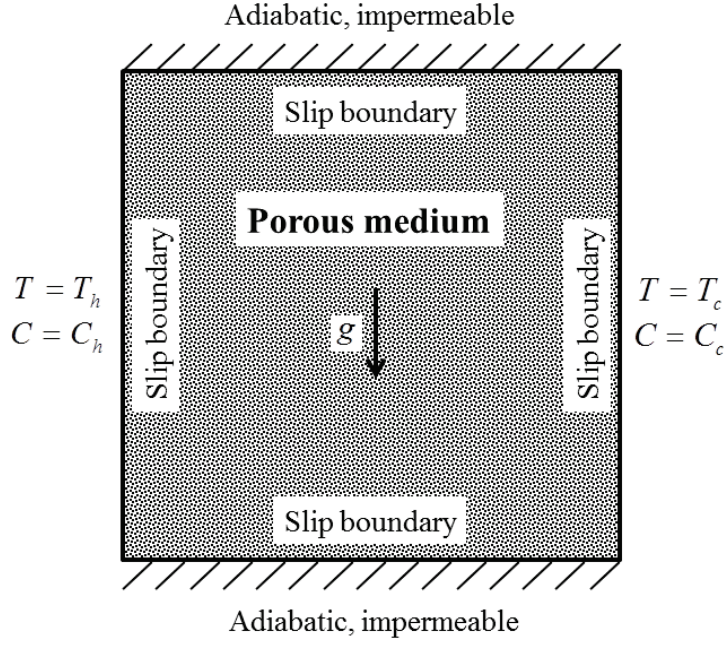 Adiabatic, impermeable
Slip boundary
Porous medium
Slip boundary
T = T_h
C = C_h
g
Slip boundary
T = T_c
C = C_c
Slip boundary
Adiabatic, impermeable